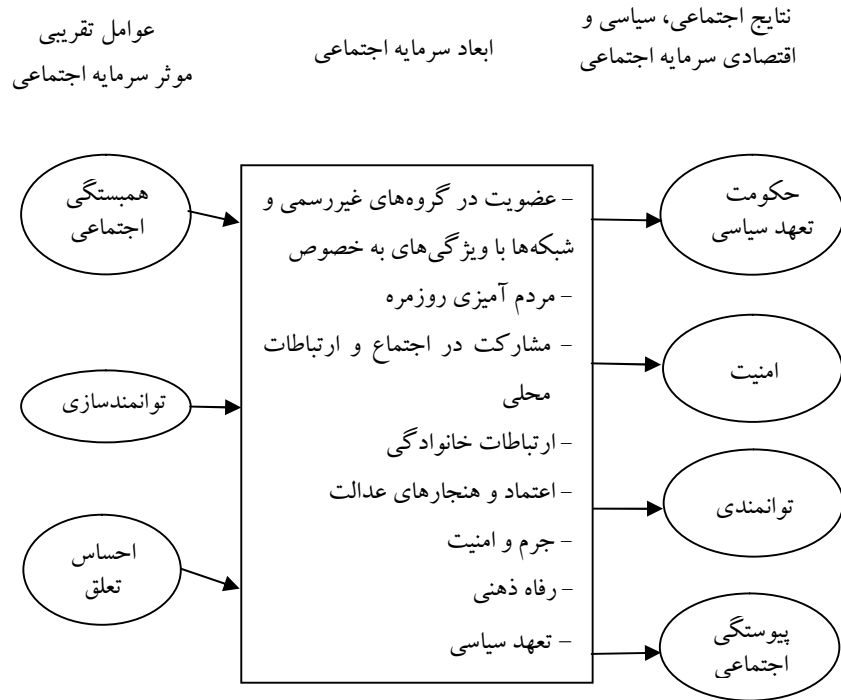 نتایج اجتماعی، سیاسی و
اقتصادی سرمایه اجتماعی
ابعاد سرمایه اجتماعی
عوامل تقریبی
موثر سرمایه اجتماعی
حکومت
تعهد سیاسی
امنیت
توانمندی
پیوستگی
اجتماعی
– عضویت در گروه‌های غیررسمی و
شبکه‌ها با ویژگی‌های به خصوص
– مردم آمیزی روزمره
– مشارکت در اجتماع و ارتباطات
محلی
– ارتباطات خانوادگی
– اعتماد و هنجارهای عدالت
– جرم و امنیت
– رفاه ذهنی
– تعهد سیاسی
همبستگی
اجتماعی
توانمندسازی
احساس
تعلق